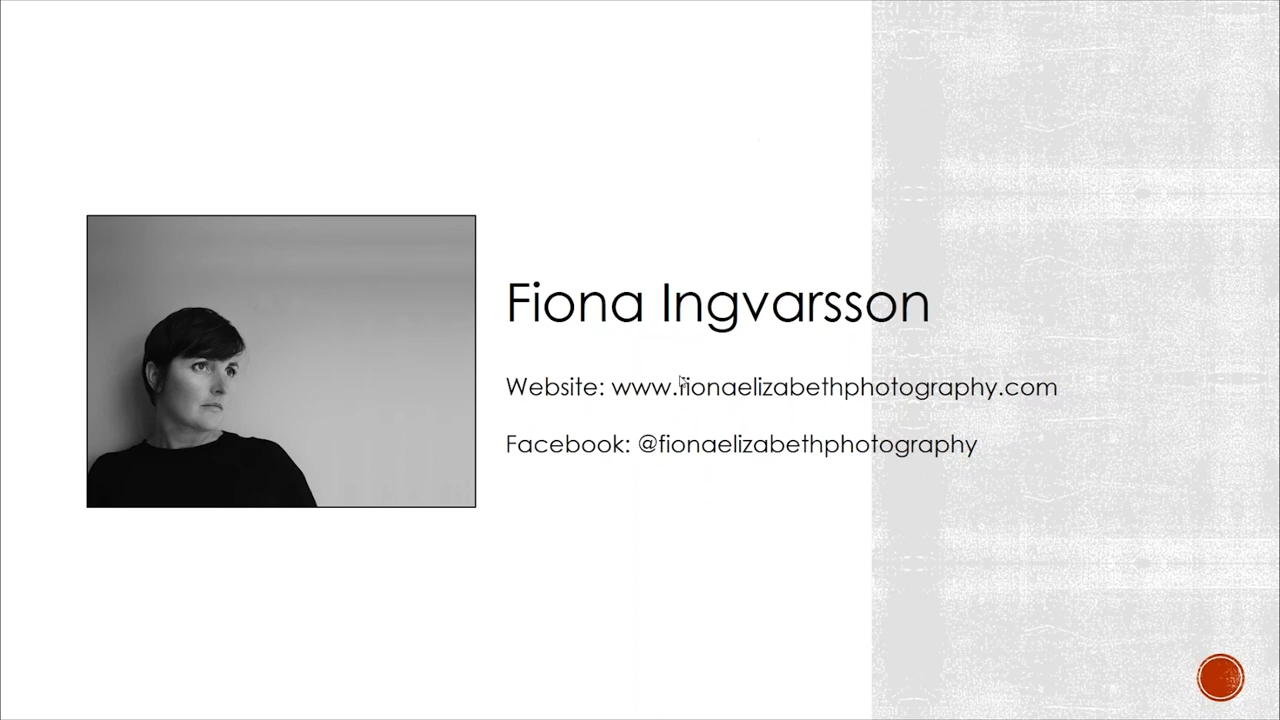 Fiona Ingvarsson
Website: www.fionaelizabethphotography.com
Facebook: @fionaelizabethphotography